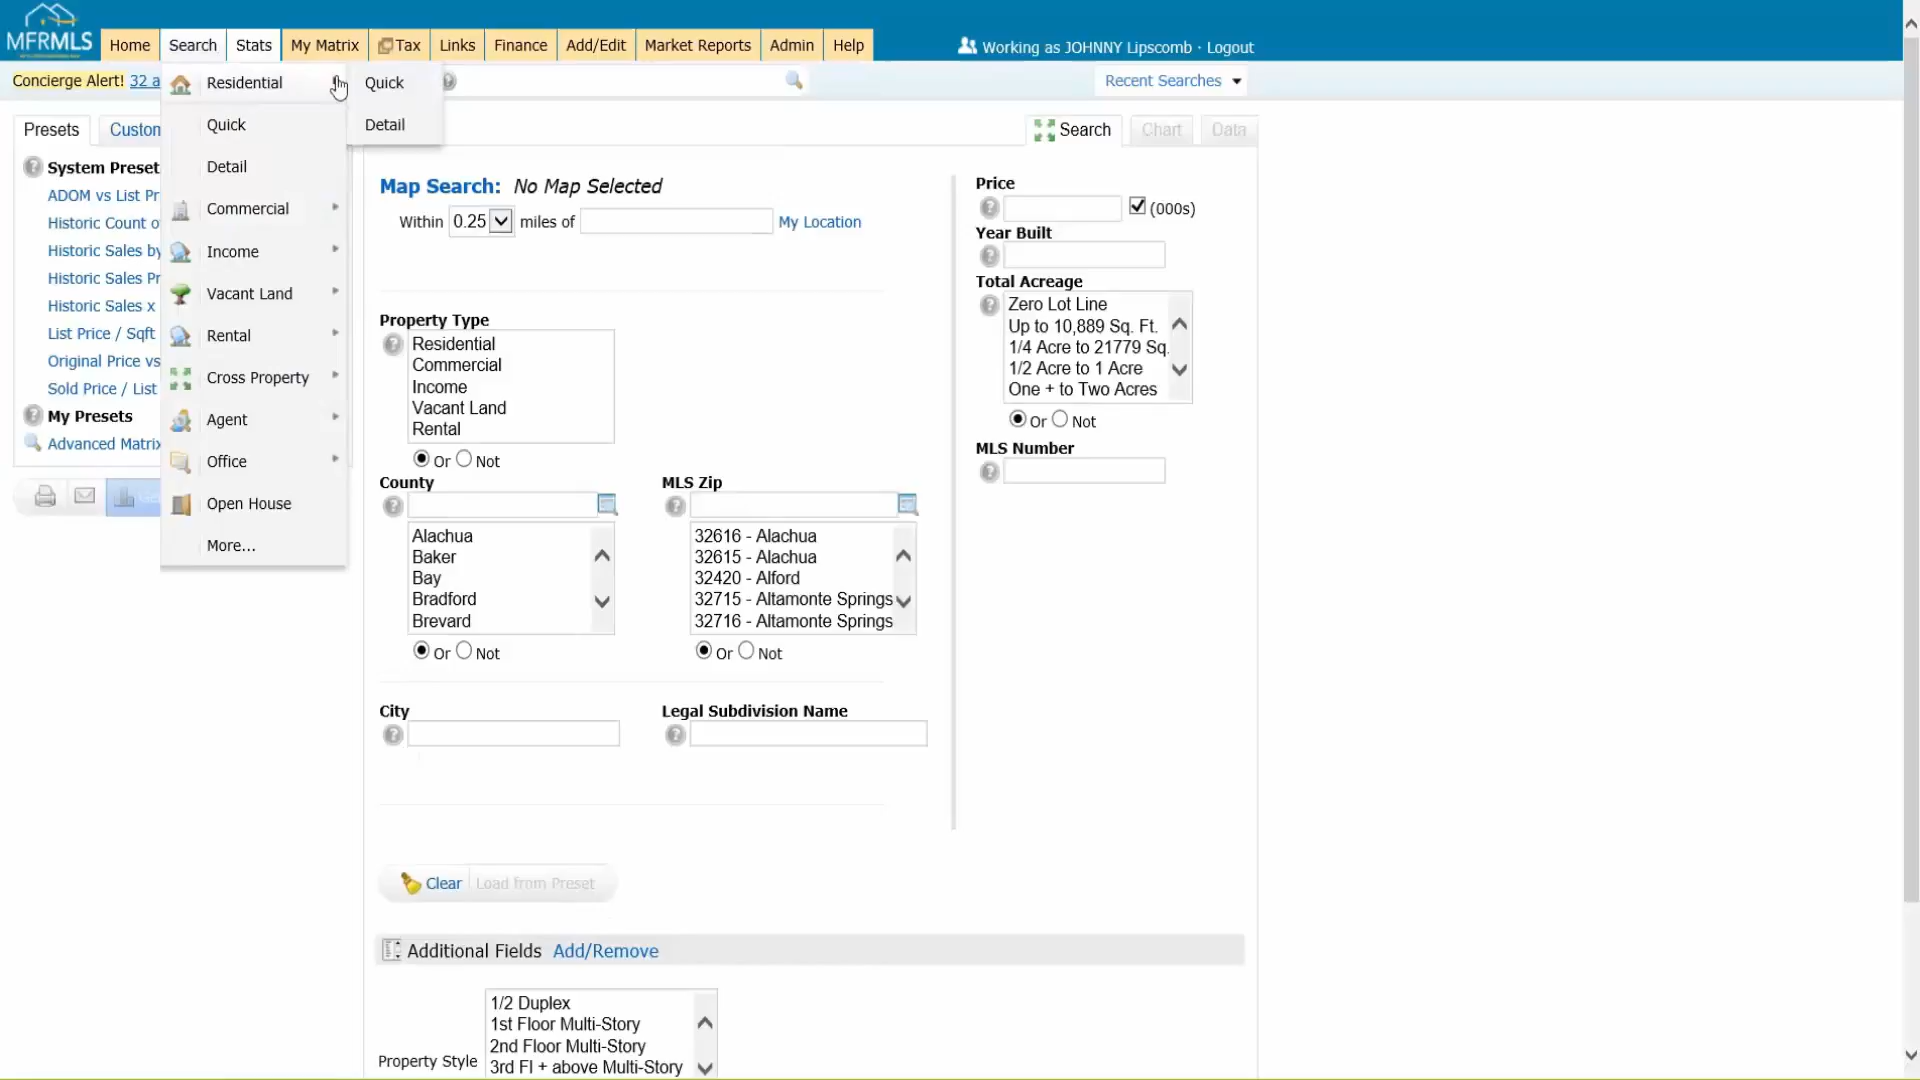 MFRMLS
Home
Search
Stats
My Matrix
Tax
Links
Finance
Add/Edit
Market Reports
Admin
Help
Working as JOHNNY Lipscomb · Logout
Concierge Alert! 32 a
Residential
Quick
Detail
Recent Searches
Presets
Custom
Quick
Detail
Commercial
Income
Vacant Land
Rental
Cross Property
Agent
Office
Open House
More...
System Preset
ADOM vs List Pr
Historic Count o
Historic Sales by
Historic Sales Pr
Historic Sales x
List Price / Sqft
Original Price vs
Sold Price / List
My Presets
Advanced Matrix
Search
Chart
Data
Map Search: No Map Selected
Within 0.25 miles of
My Location
Property Type
Residential
Commercial
Income
Vacant Land
Rental
Or Not
County
Alachua
Baker
Bay
Bradford
Brevard
Or Not
MLS Zip
32616 - Alachua
32615 - Alachua
32420 - Alford
32715 - Altamonte Springs
32716 - Altamonte Springs
Or Not
City
Legal Subdivision Name
Price
(000s)
Year Built
Total Acreage
Zero Lot Line
Up to 10,889 Sq. Ft.
1/4 Acre to 21779 Sq.
1/2 Acre to 1 Acre
One + to Two Acres
Or Not
MLS Number
Clear
Load from Preset
Additional Fields Add/Remove
Property Style
1/2 Duplex
1st Floor Multi-Story
2nd Floor Multi-Story
3rd Fl + above Multi-Story